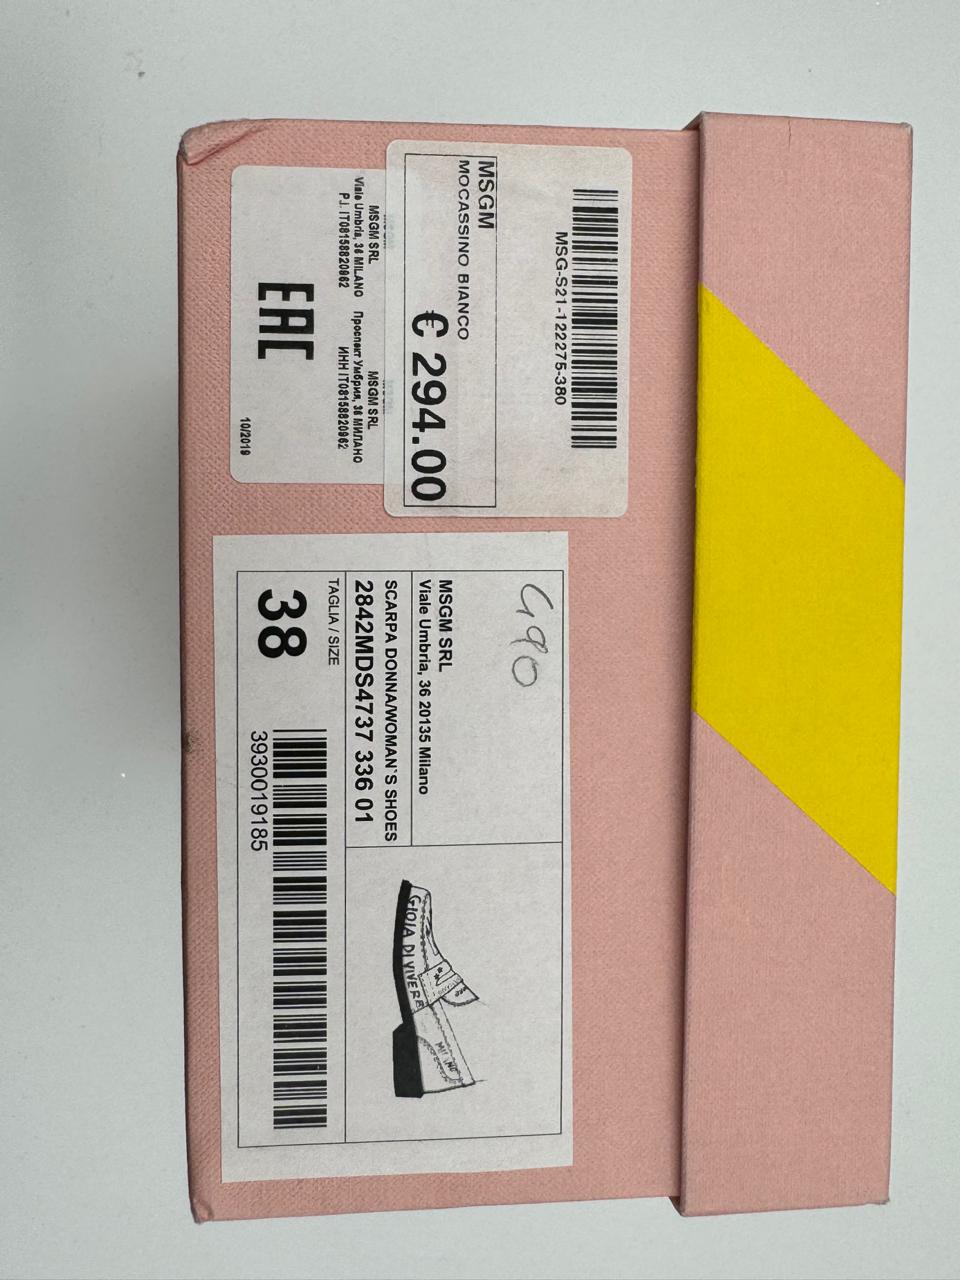 MSG-S21-122275-380
MSGM
MOCASSINO BIANCO
€ 294.00
MSGM SRL
Viale Umbria, 36 MILANO
P.I. IT08158820962
MSGM SRL
Проспект Умбрия, 36 МИЛАНО
ИНН IT08158820962
EAC
10/2019
G90
MSGM SRL
Viale Umbria, 36 20135 Milano
SCARPA DONNA/WOMAN`S SHOES
2842MDS4737 336 01
TAGLIA / SIZE
38
3930019185
GIOIA DI VIVERE